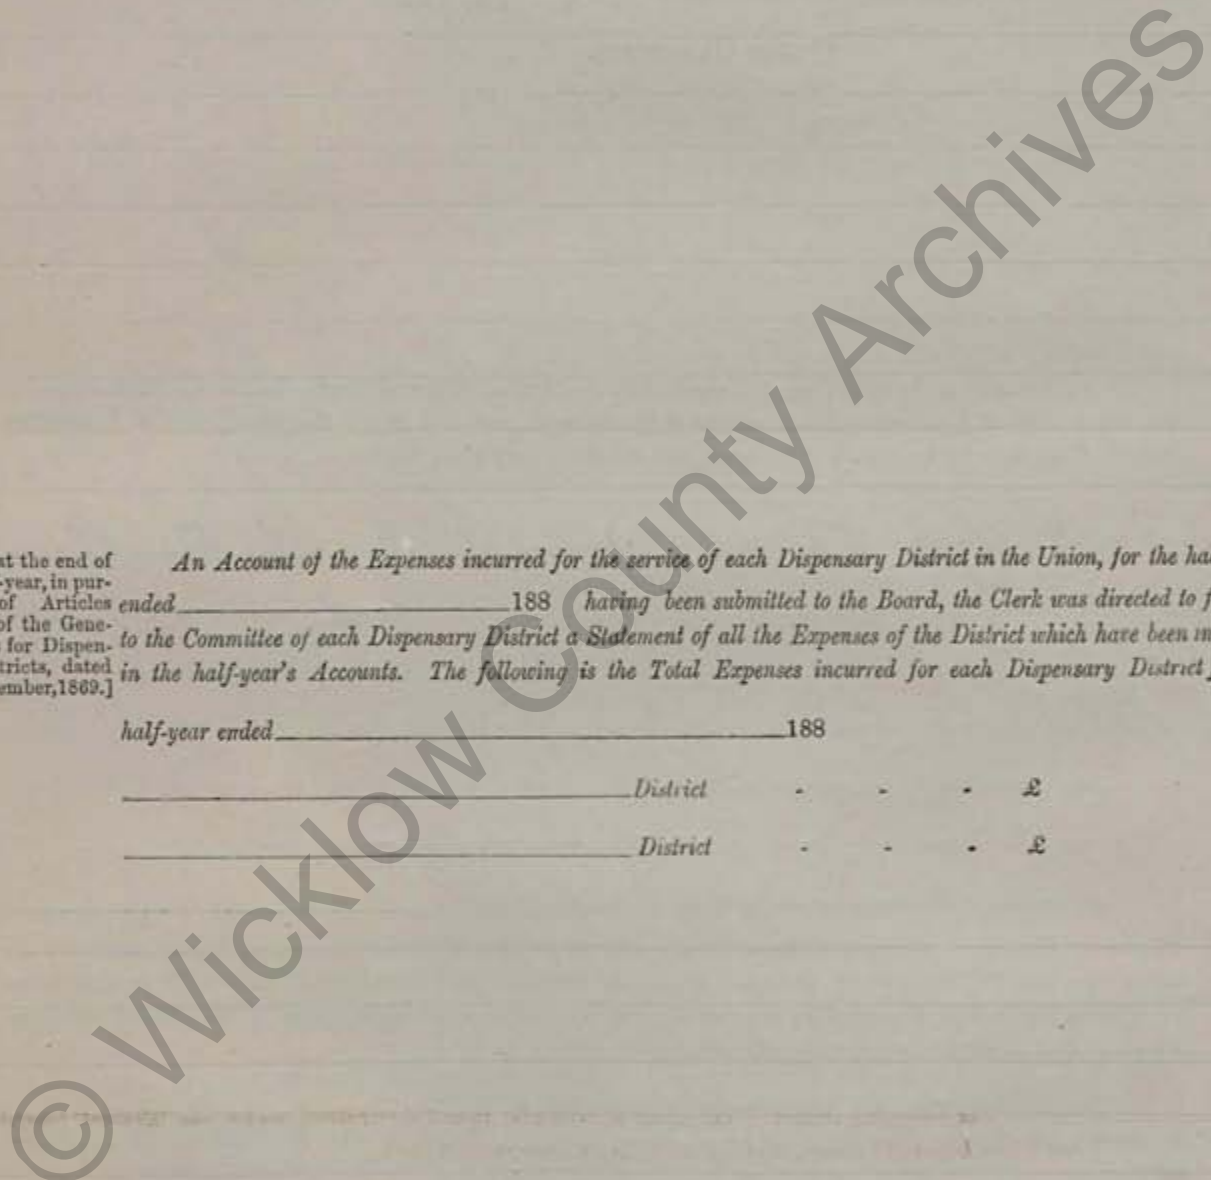 at the end of
-year, in pur-
of Articles
of the Gene-
for Dispen-
tricts, dated
ember, 1869.]
An Account of the Expenses incurred for the service of each Dispensary District in the Union, for the ha
ended 188 having been submitted to the Board, the Clerk was directed to f
to the Committee of each Dispensary District a Statement of all the Expenses of the District which have been in
in the half-year's Accounts. The following is the Total Expenses incurred for each Dispensary District
half-year ended 188
District - - - £
District - - - £
© Wicklow County Archives